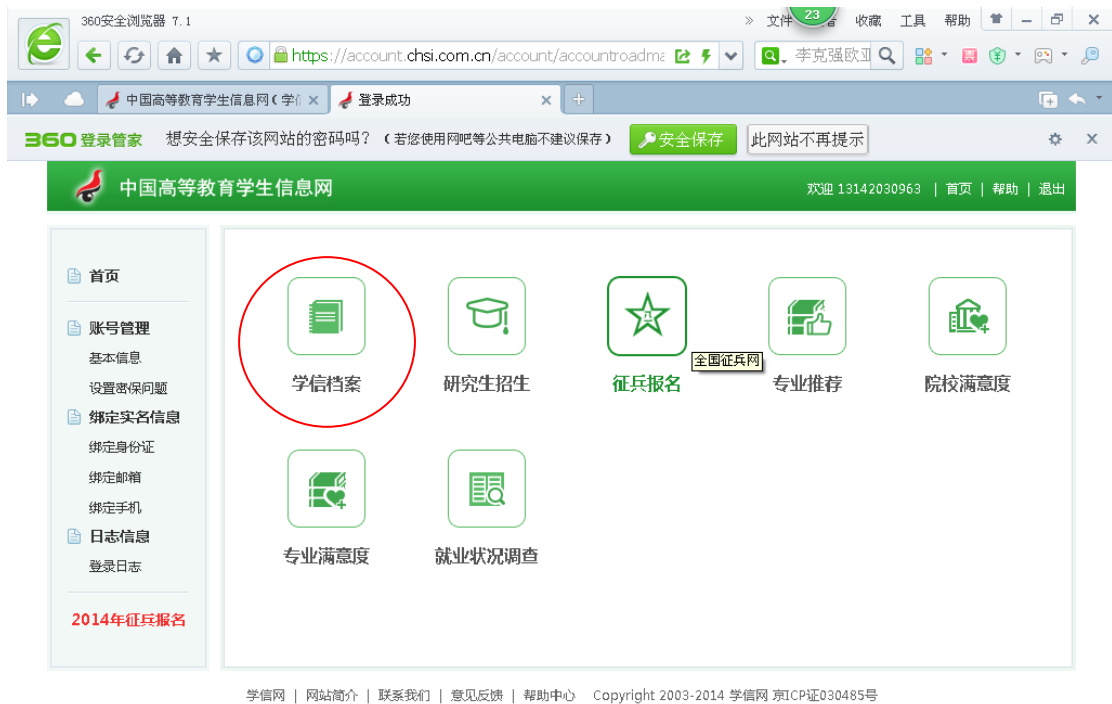 360安全浏览器 7.1
» 文件 23 收藏 工具 帮助
https://account.chsi.com.cn/account/accountroadma
李克强欧亚
中国高等教育学生信息网(学信
登录成功
360登录管家 想安全保存该网站的密码吗？（若您使用网吧等公共电脑不建议保存） 安全保存 此网站不再提示
中国高等教育学生信息网
欢迎 13142030963 | 首页 | 帮助 | 退出
首页
账号管理
基本信息
设置密保问题
绑定实名信息
绑定身份证
绑定邮箱
绑定手机
日志信息
登录日志
2014年征兵报名
学信档案
研究生招生
八一
征兵报名
全国征兵网
专业推荐
院校满意度
专业满意度
就业状况调查
学信网 | 网站简介 | 联系我们 | 意见反馈 | 帮助中心 Copyright 2003-2014 学信网 京ICP证030485号